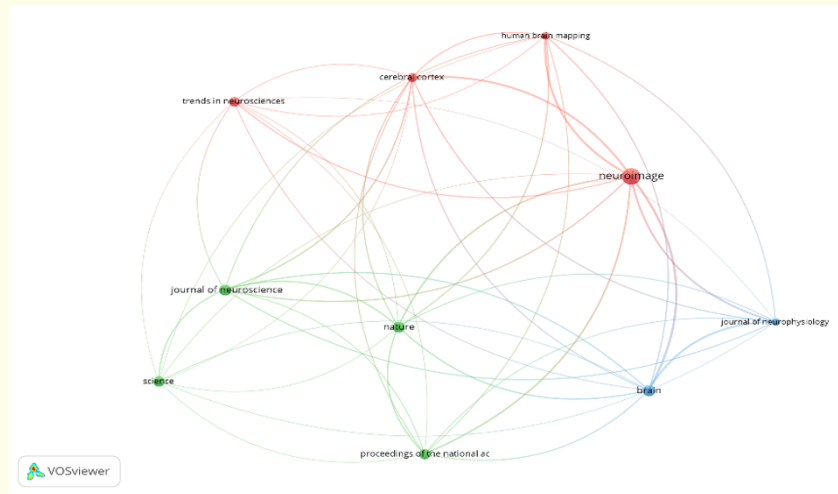 human brain mapping
cerebral cortex
trends in neurosciences
neuroimage
journal of neuroscience
nature
journal of neurophysiology
science
brain
proceedings of the national ac
VOSviewer